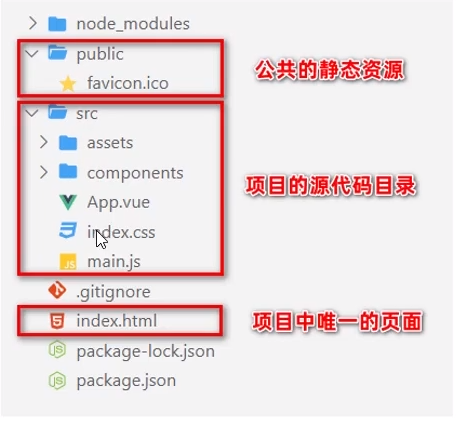 node_modules
public
公共的静态资源
favicon.ico
src
assets
components
项目的源代码目录
App.vue
index.css
JS main.js
.gitignore
index.html
项目中唯一的页面
package-lock.json
package.json